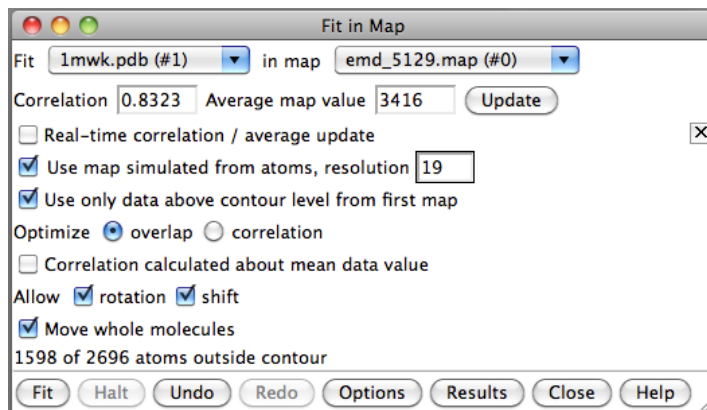 Fit in Map
Fit 1mwk.pdb (#1) in map emd_5129.map (#0)
Correlation 0.8323 Average map value 3416 Update
Real-time correlation / average update
Use map simulated from atoms, resolution 19
Use only data above contour level from first map
Optimize overlap correlation
Correlation calculated about mean data value
Allow rotation shift
Move whole molecules
1598 of 2696 atoms outside contour
Fit Halt Undo Redo Options Results Close Help